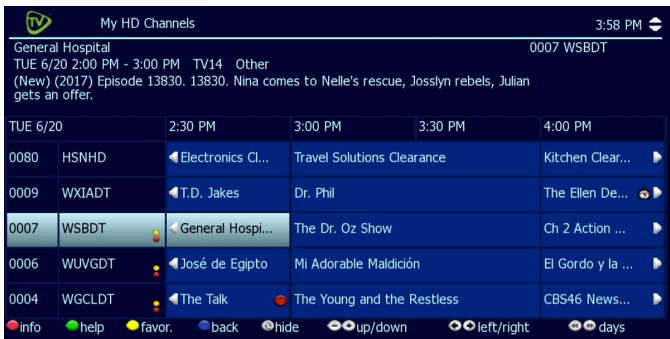 TV My HD Channels 3:58 PM
General Hospital 0007 WSBDT
TUE 6/20 2:00 PM - 3:00 PM TV14 Other
(New) (2017) Episode 13830. 13830. Nina comes to Nelle's rescue, Josslyn rebels, Julian
gets an offer.
TUE 6/20 2:30 PM 3:00 PM 3:30 PM 4:00 PM
0080 HSNHD Electronics Cl... Travel Solutions Clearance Kitchen Clear...
0009 WXIADT T.D. Jakes Dr. Phil The Ellen De...
0007 WSBDT General Hospi... The Dr. Oz Show Ch 2 Action ...
0006 WUVGDT José de Egipto Mi Adorable Maldición El Gordo y la ...
0004 WGCLDT The Talk The Young and the Restless CBS46 News...
info help favor. back hide up/down left/right days